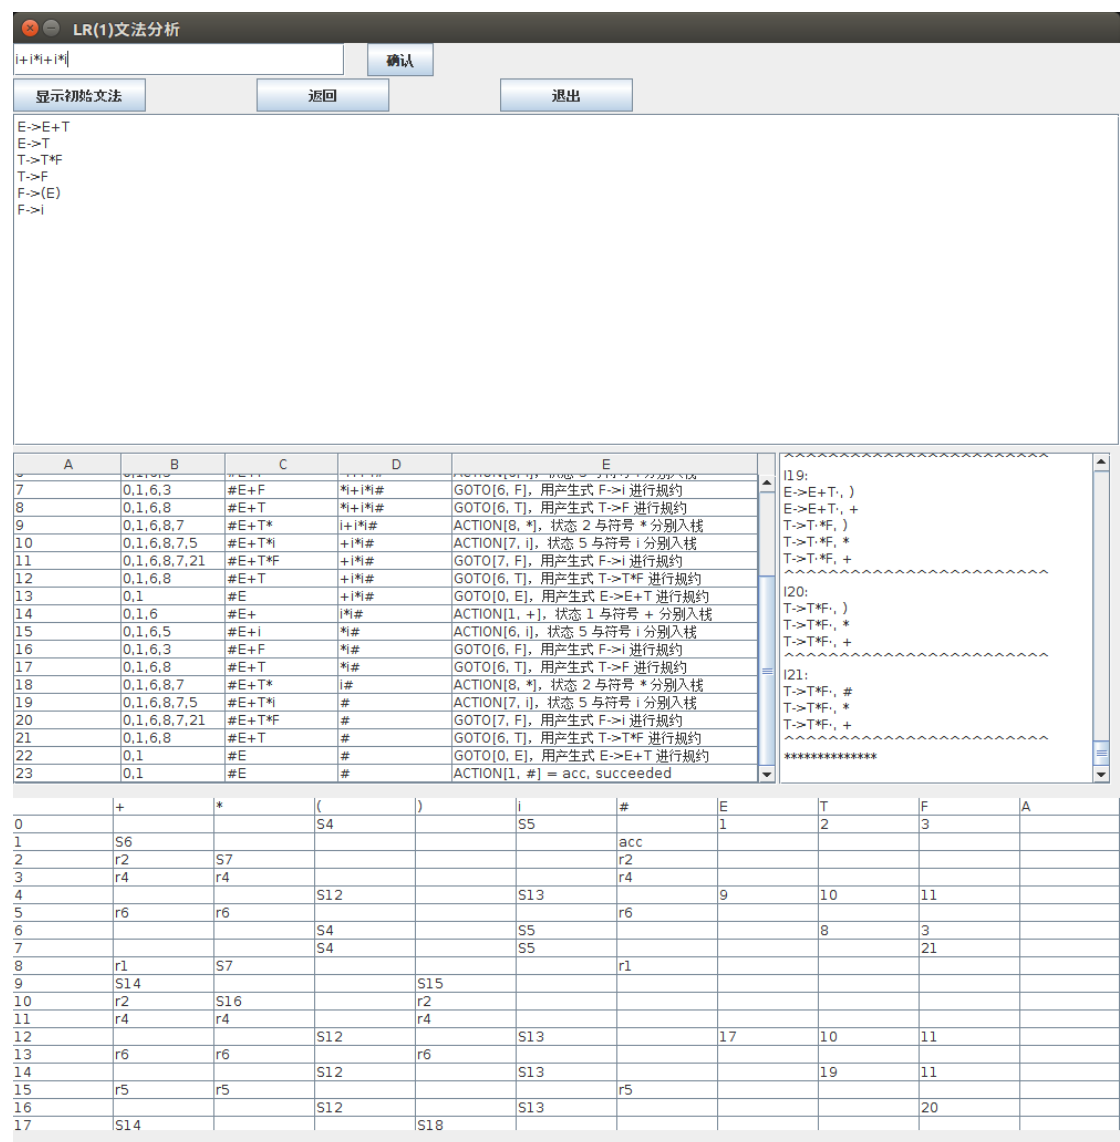 LR(1)文法分析
i+i*i+i*i 确认
显示初始文法 返回 退出
E->E+T
E->T
T->T*F
T->F
F->(E)
F->i
A B C D E
7 0,1,6,3 #E+F *i+i*i# GOTO[6, F]，用产生式 F->i 进行规约
8 0,1,6,8 #E+T *i+i*i# GOTO[6, T]，用产生式 T->F 进行规约
9 0,1,6,8,7 #E+T* i+i*i# ACTION[8, *]，状态 2 与符号 * 分别入栈
10 0,1,6,8,7,5 #E+T*i +i*i# ACTION[7, i]，状态 5 与符号 i 分别入栈
11 0,1,6,8,7,21 #E+T*F +i*i# GOTO[7, F]，用产生式 F->i 进行规约
12 0,1,6,8 #E+T +i*i# GOTO[6, T]，用产生式 T->T*F 进行规约
13 0,1 #E +i*i# GOTO[0, E]，用产生式 E->E+T 进行规约
14 0,1,6 #E+ i*i# ACTION[1, +]，状态 1 与符号 + 分别入栈
15 0,1,6,5 #E+i *i# ACTION[6, i]，状态 5 与符号 i 分别入栈
16 0,1,6,3 #E+F *i# GOTO[6, F]，用产生式 F->i 进行规约
17 0,1,6,8 #E+T *i# GOTO[6, T]，用产生式 T->F 进行规约
18 0,1,6,8,7 #E+T* i# ACTION[8, *]，状态 2 与符号 * 分别入栈
19 0,1,6,8,7,5 #E+T*i # ACTION[7, i]，状态 5 与符号 i 分别入栈
20 0,1,6,8,7,21 #E+T*F # GOTO[7, F]，用产生式 F->i 进行规约
21 0,1,6,8 #E+T # GOTO[6, T]，用产生式 T->T*F 进行规约
22 0,1 #E # GOTO[0, E]，用产生式 E->E+T 进行规约
23 0,1 #E # ACTION[1, #] = acc, succeeded
^^^^^^^^^^^^^^^^^^^^^^^^
I19:
E->E+T·, )
E->E+T·, +
T->T·*F, )
T->T·*F, *
T->T·*F, +
^^^^^^^^^^^^^^^^^^^^^^^^
I20:
T->T*F·, )
T->T*F·, *
T->T*F·, +
^^^^^^^^^^^^^^^^^^^^^^^^
I21:
T->T*F·, #
T->T*F·, *
T->T*F·, +
^^^^^^^^^^^^^^^^^^^^^^^^
**************
+ * ( ) i # E T F A
0 S4 S5 1 2 3
1 S6 acc
2 r2 S7 r2
3 r4 r4 r4
4 S12 S13 9 10 11
5 r6 r6 r6
6 S4 S5 8 3
7 S4 S5 21
8 r1 S7 r1
9 S14 S15
10 r2 S16 r2
11 r4 r4 r4
12 S12 S13 17 10 11
13 r6 r6 r6
14 S12 S13 19 11
15 r5 r5 r5
16 S12 S13 20
17 S14 S18